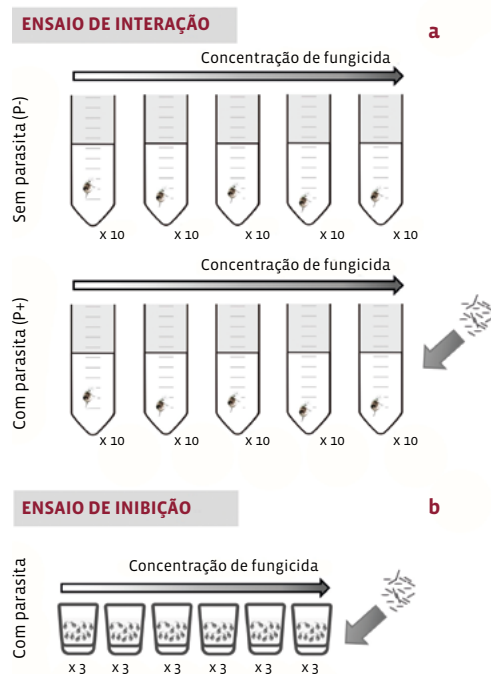 ENSAIO DE INTERAÇÃO
a
Concentração de fungicida
Sem parasita (P-)
x 10 x 10 x 10 x 10 x 10
Concentração de fungicida
Com parasita (P+)
x 10 x 10 x 10 x 10 x 10
ENSAIO DE INIBIÇÃO
b
Concentração de fungicida
Com parasita
x 3 x 3 x 3 x 3 x 3 x 3